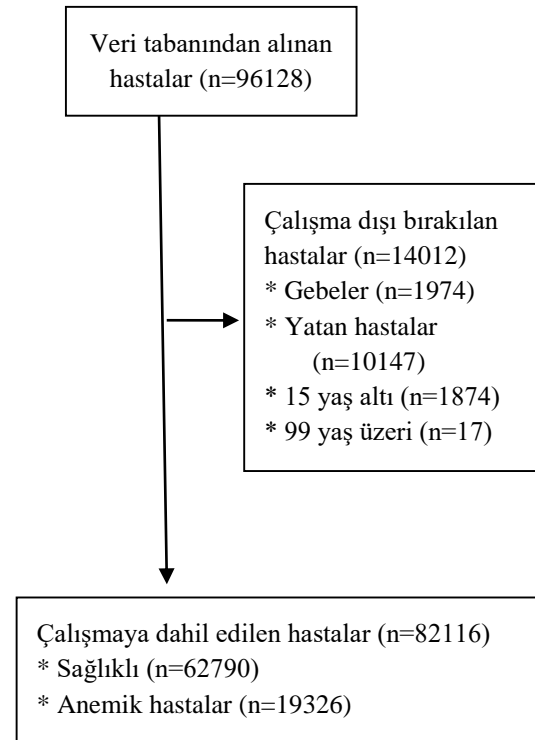 Veri tabanından alınan
hastalar (n=96128)
Çalışma dışı bırakılan
hastalar (n=14012)
* Gebeler (n=1974)
* Yatan hastalar
(n=10147)
* 15 yaş altı (n=1874)
* 99 yaş üzeri (n=17)
Çalışmaya dahil edilen hastalar (n=82116)
* Sağlıklı (n=62790)
* Anemik hastalar (n=19326)